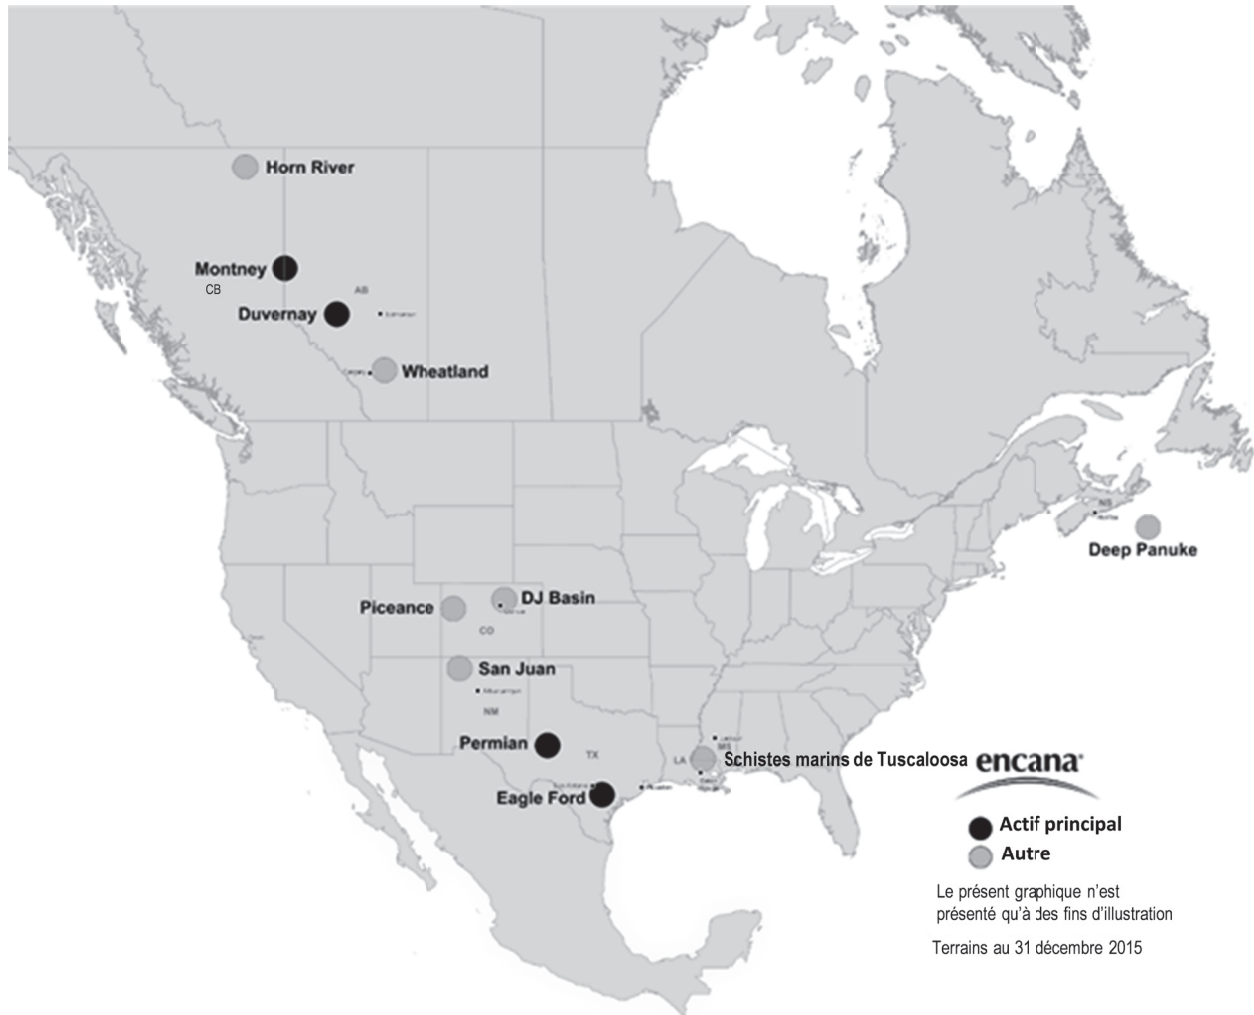 Horn River
Montney
CB
AB
Duvernay
Wheatland
NS
Deep Panuke
DJ Basin
Piceance
CO
San Juan
NM
Permian
TX
MS
LA
Schistes marins de Tuscaloosa
encana
Eagle Ford
Actif principal
Autre
Le présent graphique n'est
présenté qu'à des fins d'illustration
Terrains au 31 décembre 2015